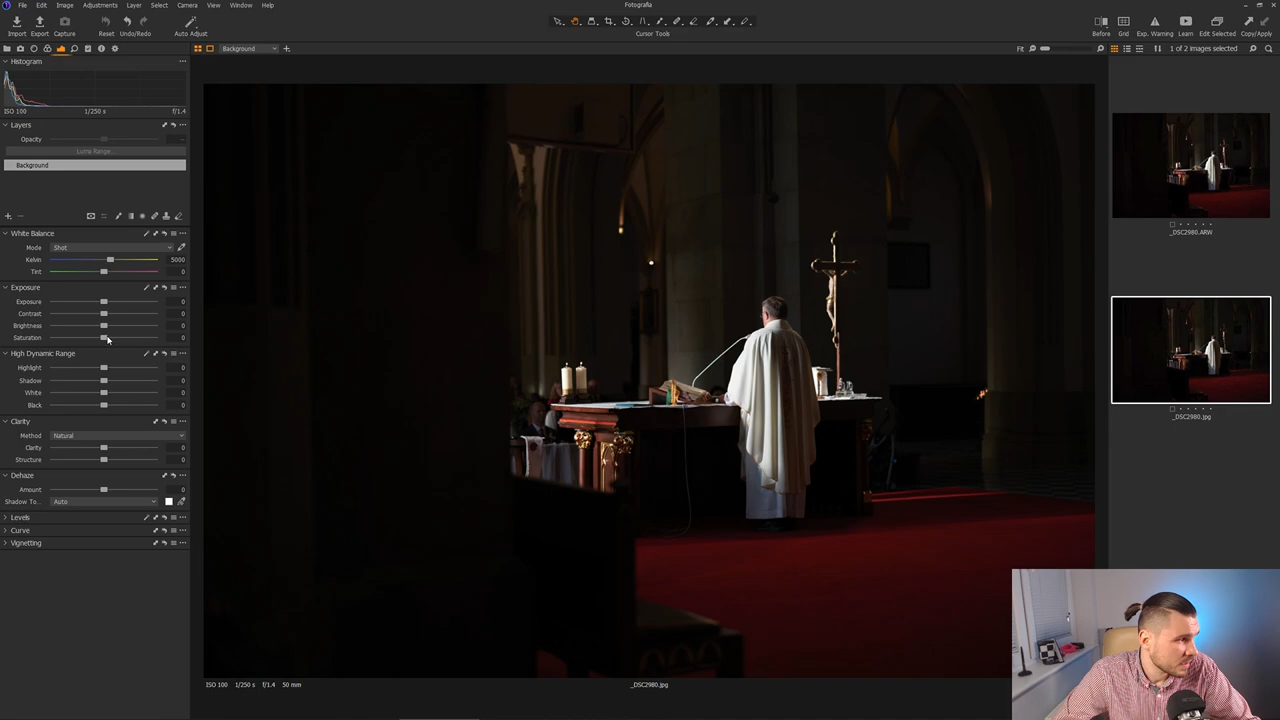 File Edit Image Adjustments Layer Select Camera View Window Help
Fotografia
Import Export Capture Reset Undo/Redo Auto Adjust
Cursor Tools
Before Grid Exp. Warning Learn Edit Selected Copy/Apply
Background
Fit
1 of 2 images selected
Histogram
ISO 100 1/250 s f/1.4
Layers
Opacity
Luma Range...
Background
White Balance
Mode Shot
Kelvin 5000
Tint 0
Exposure
Exposure 0
Contrast 0
Brightness 0
Saturation 0
High Dynamic Range
Highlight 0
Shadow 0
White 0
Black 0
Clarity
Method Natural
Clarity 0
Structure 0
Dehaze
Amount 0
Shadow To... Auto
Levels
Curve
Vignetting
ISO 100 1/250 s f/1.4 50 mm
_DSC2980.jpg
_DSC2980.ARW
_DSC2980.jpg